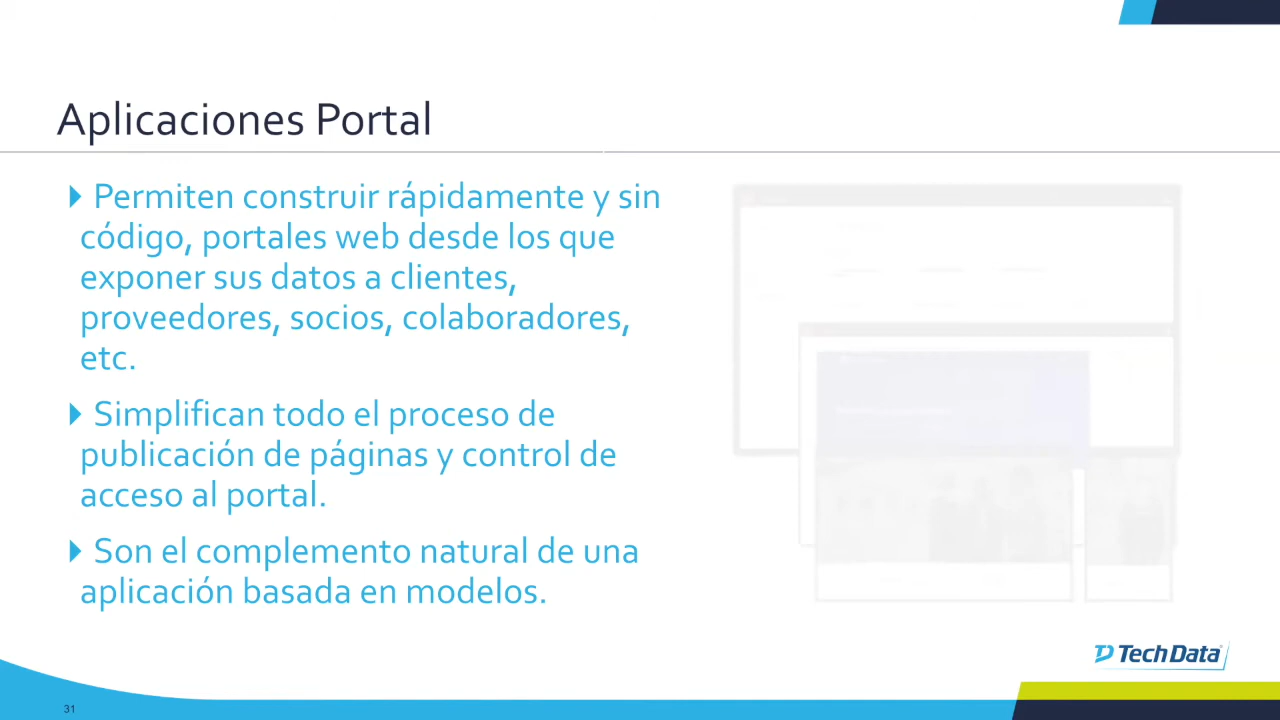 Aplicaciones Portal
Permiten construir rápidamente y sin
código, portales web desde los que
exponer sus datos a clientes,
proveedores, socios, colaboradores,
etc.
Simplifican todo el proceso de
publicación de páginas y control de
acceso al portal.
Son el complemento natural de una
aplicación basada en modelos.
Tech Data
31